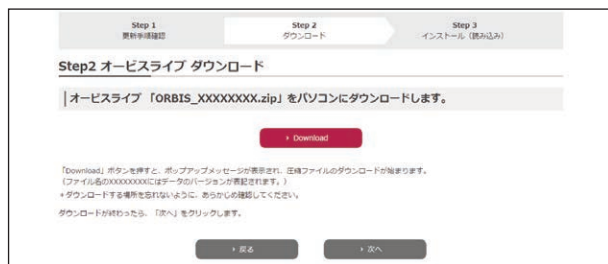 Step 1
更新手順確認
Step 2
ダウンロード
Step 3
インストール（読み込み）
Step2 オービスライブ ダウンロード
オービスライブ 「ORBIS_XXXXXXXX.zip」をパソコンにダウンロードします。
Download
「Download」ボタンを押すと、ポップアップメッセージが表示され、圧縮ファイルのダウンロードが始まります。
（ファイル名のXXXXXXXXにはデータのバージョンが表記されます。）
※ダウンロードする場所を忘れないように、あらかじめ確認してください。
ダウンロードが終わったら、「次へ」をクリックします。
戻る
次へ